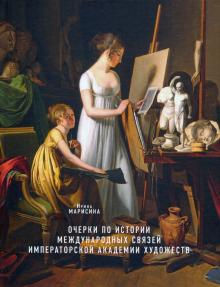 Ирина
МАРИСИНА
ОЧЕРКИ ПО ИСТОРИИ
МЕЖДУНАРОДНЫХ СВЯЗЕЙ
ИМПЕРАТОРСКОЙ АКАДЕМИИ ХУДОЖЕСТВ